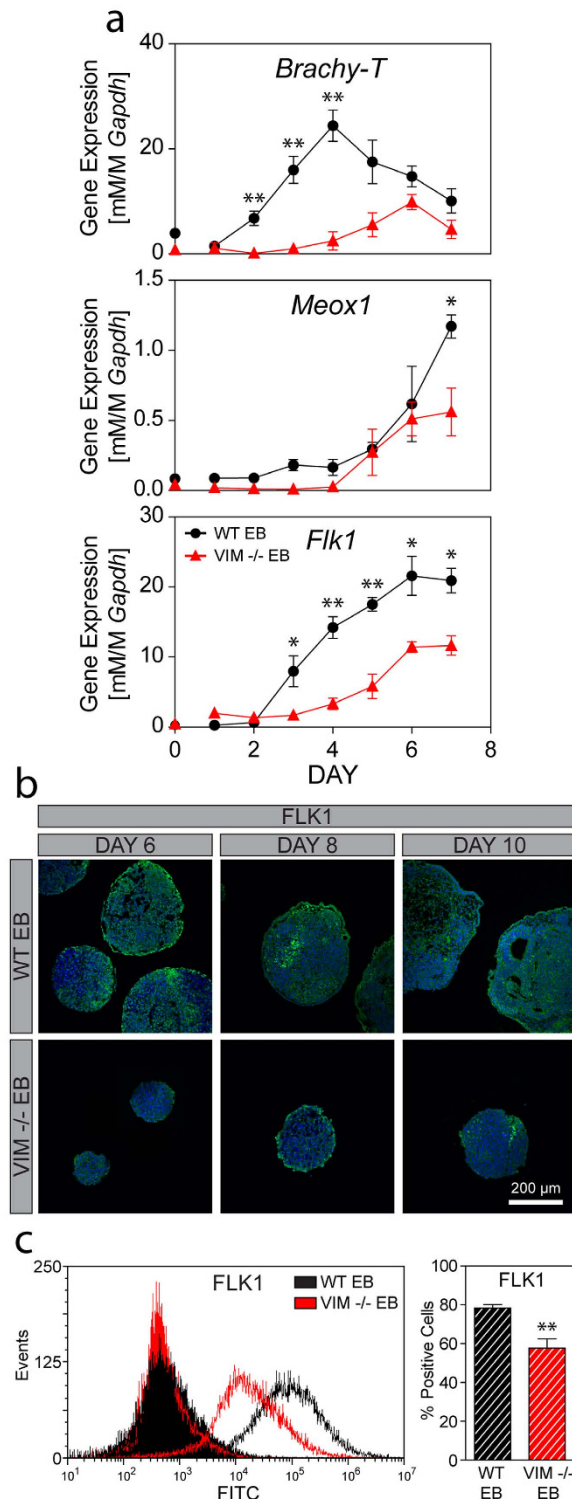 a
Brachy-T
Gene Expression
[mM/M Gapdh]
40
20
0
**
**
**
Meox1
Gene Expression
[mM/M Gapdh]
1.5
1.0
0.5
0.0
*
Flk1
WT EB
VIM -/- EB
Gene Expression
[mM/M Gapdh]
30
20
10
0
*
**
**
*
*
0 2 4 6 8
DAY
b
FLK1
DAY 6 DAY 8 DAY 10
WT EB
VIM -/- EB
200 µm
c
FLK1
WT EB
VIM -/- EB
Events
250
125
0
10¹ 10² 10³ 10⁴ 10⁵ 10⁶ 10⁷
FITC
FLK1
% Positive Cells
100
80
60
40
20
0
**
WT
EB
VIM -/-
EB